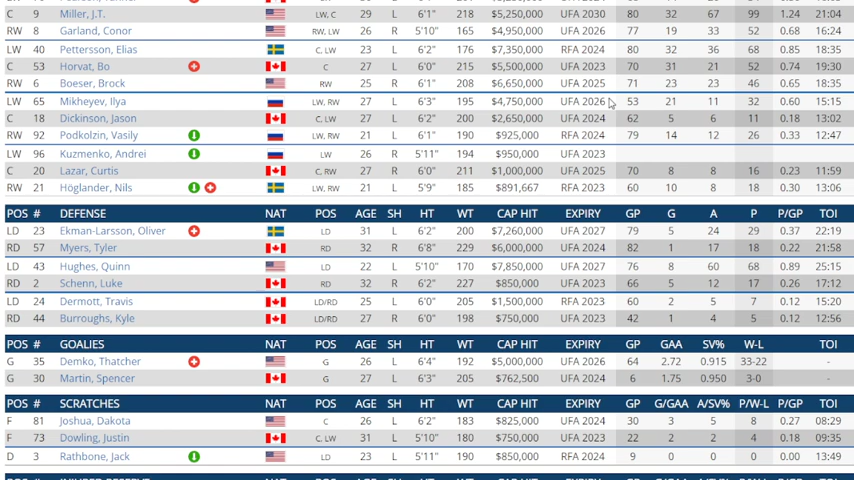 C 9 Miller, J.T. LW, C 29 L 6'1" 218 $5,250,000 UFA 2030 80 32 67 99 1.24 21:04
RW 8 Garland, Conor RW, LW 26 R 5'10" 165 $4,950,000 UFA 2026 77 19 33 52 0.68 16:24
LW 40 Pettersson, Elias C, LW 23 L 6'2" 176 $7,350,000 RFA 2024 80 32 36 68 0.85 18:35
C 53 Horvat, Bo C 27 L 6'0" 215 $5,500,000 UFA 2023 70 31 21 52 0.74 19:30
RW 6 Boeser, Brock RW 25 R 6'1" 208 $6,650,000 UFA 2025 71 23 23 46 0.65 18:35
LW 65 Mikheyev, Ilya LW, RW 27 L 6'3" 195 $4,750,000 UFA 2026 53 21 11 32 0.60 15:15
C 18 Dickinson, Jason C, LW 27 L 6'2" 200 $2,650,000 UFA 2024 62 5 6 11 0.18 13:02
RW 92 Podkolzin, Vasily LW, RW 21 L 6'1" 190 $925,000 RFA 2024 79 14 12 26 0.33 12:47
LW 96 Kuzmenko, Andrei LW 26 R 5'11" 194 $950,000 UFA 2023
C 20 Lazar, Curtis C, RW 27 R 6'0" 211 $1,000,000 UFA 2025 70 8 8 16 0.23 11:59
RW 21 Höglander, Nils LW, RW 21 L 5'9" 185 $891,667 RFA 2023 60 10 8 18 0.30 13:06
POS # DEFENSE NAT POS AGE SH HT WT CAP HIT EXPIRY GP G A P P/GP TOI
LD 23 Ekman-Larsson, Oliver LD 31 L 6'2" 200 $7,260,000 UFA 2027 79 5 24 29 0.37 22:19
RD 57 Myers, Tyler RD 32 R 6'8" 229 $6,000,000 UFA 2024 82 1 17 18 0.22 21:58
LD 43 Hughes, Quinn LD 22 L 5'10" 170 $7,850,000 UFA 2027 76 8 60 68 0.89 25:15
RD 2 Schenn, Luke RD 32 R 6'2" 227 $850,000 UFA 2023 66 5 12 17 0.26 17:12
LD 24 Dermott, Travis LD/RD 25 L 6'0" 205 $1,500,000 RFA 2023 60 2 5 7 0.12 15:20
RD 44 Burroughs, Kyle LD/RD 27 R 6'0" 198 $750,000 UFA 2023 42 1 4 5 0.12 12:56
POS # GOALIES NAT POS AGE SH HT WT CAP HIT EXPIRY GP GAA SV% W-L TOI
G 35 Demko, Thatcher G 26 L 6'4" 192 $5,000,000 UFA 2026 64 2.72 0.915 33-22 -
G 30 Martin, Spencer G 27 L 6'3" 205 $762,500 UFA 2024 6 1.75 0.950 3-0 -
POS # SCRATCHES NAT POS AGE SH HT WT CAP HIT EXPIRY GP G/GAA A/SV% P/W-L P/GP TOI
F 81 Joshua, Dakota C 26 L 6'2" 183 $825,000 UFA 2024 30 3 5 8 0.27 08:29
F 73 Dowling, Justin C, LW 31 L 5'10" 180 $750,000 UFA 2023 22 2 2 4 0.18 09:35
D 3 Rathbone, Jack LD 23 L 5'11" 190 $850,000 RFA 2024 9 0 0 0 0.00 13:49